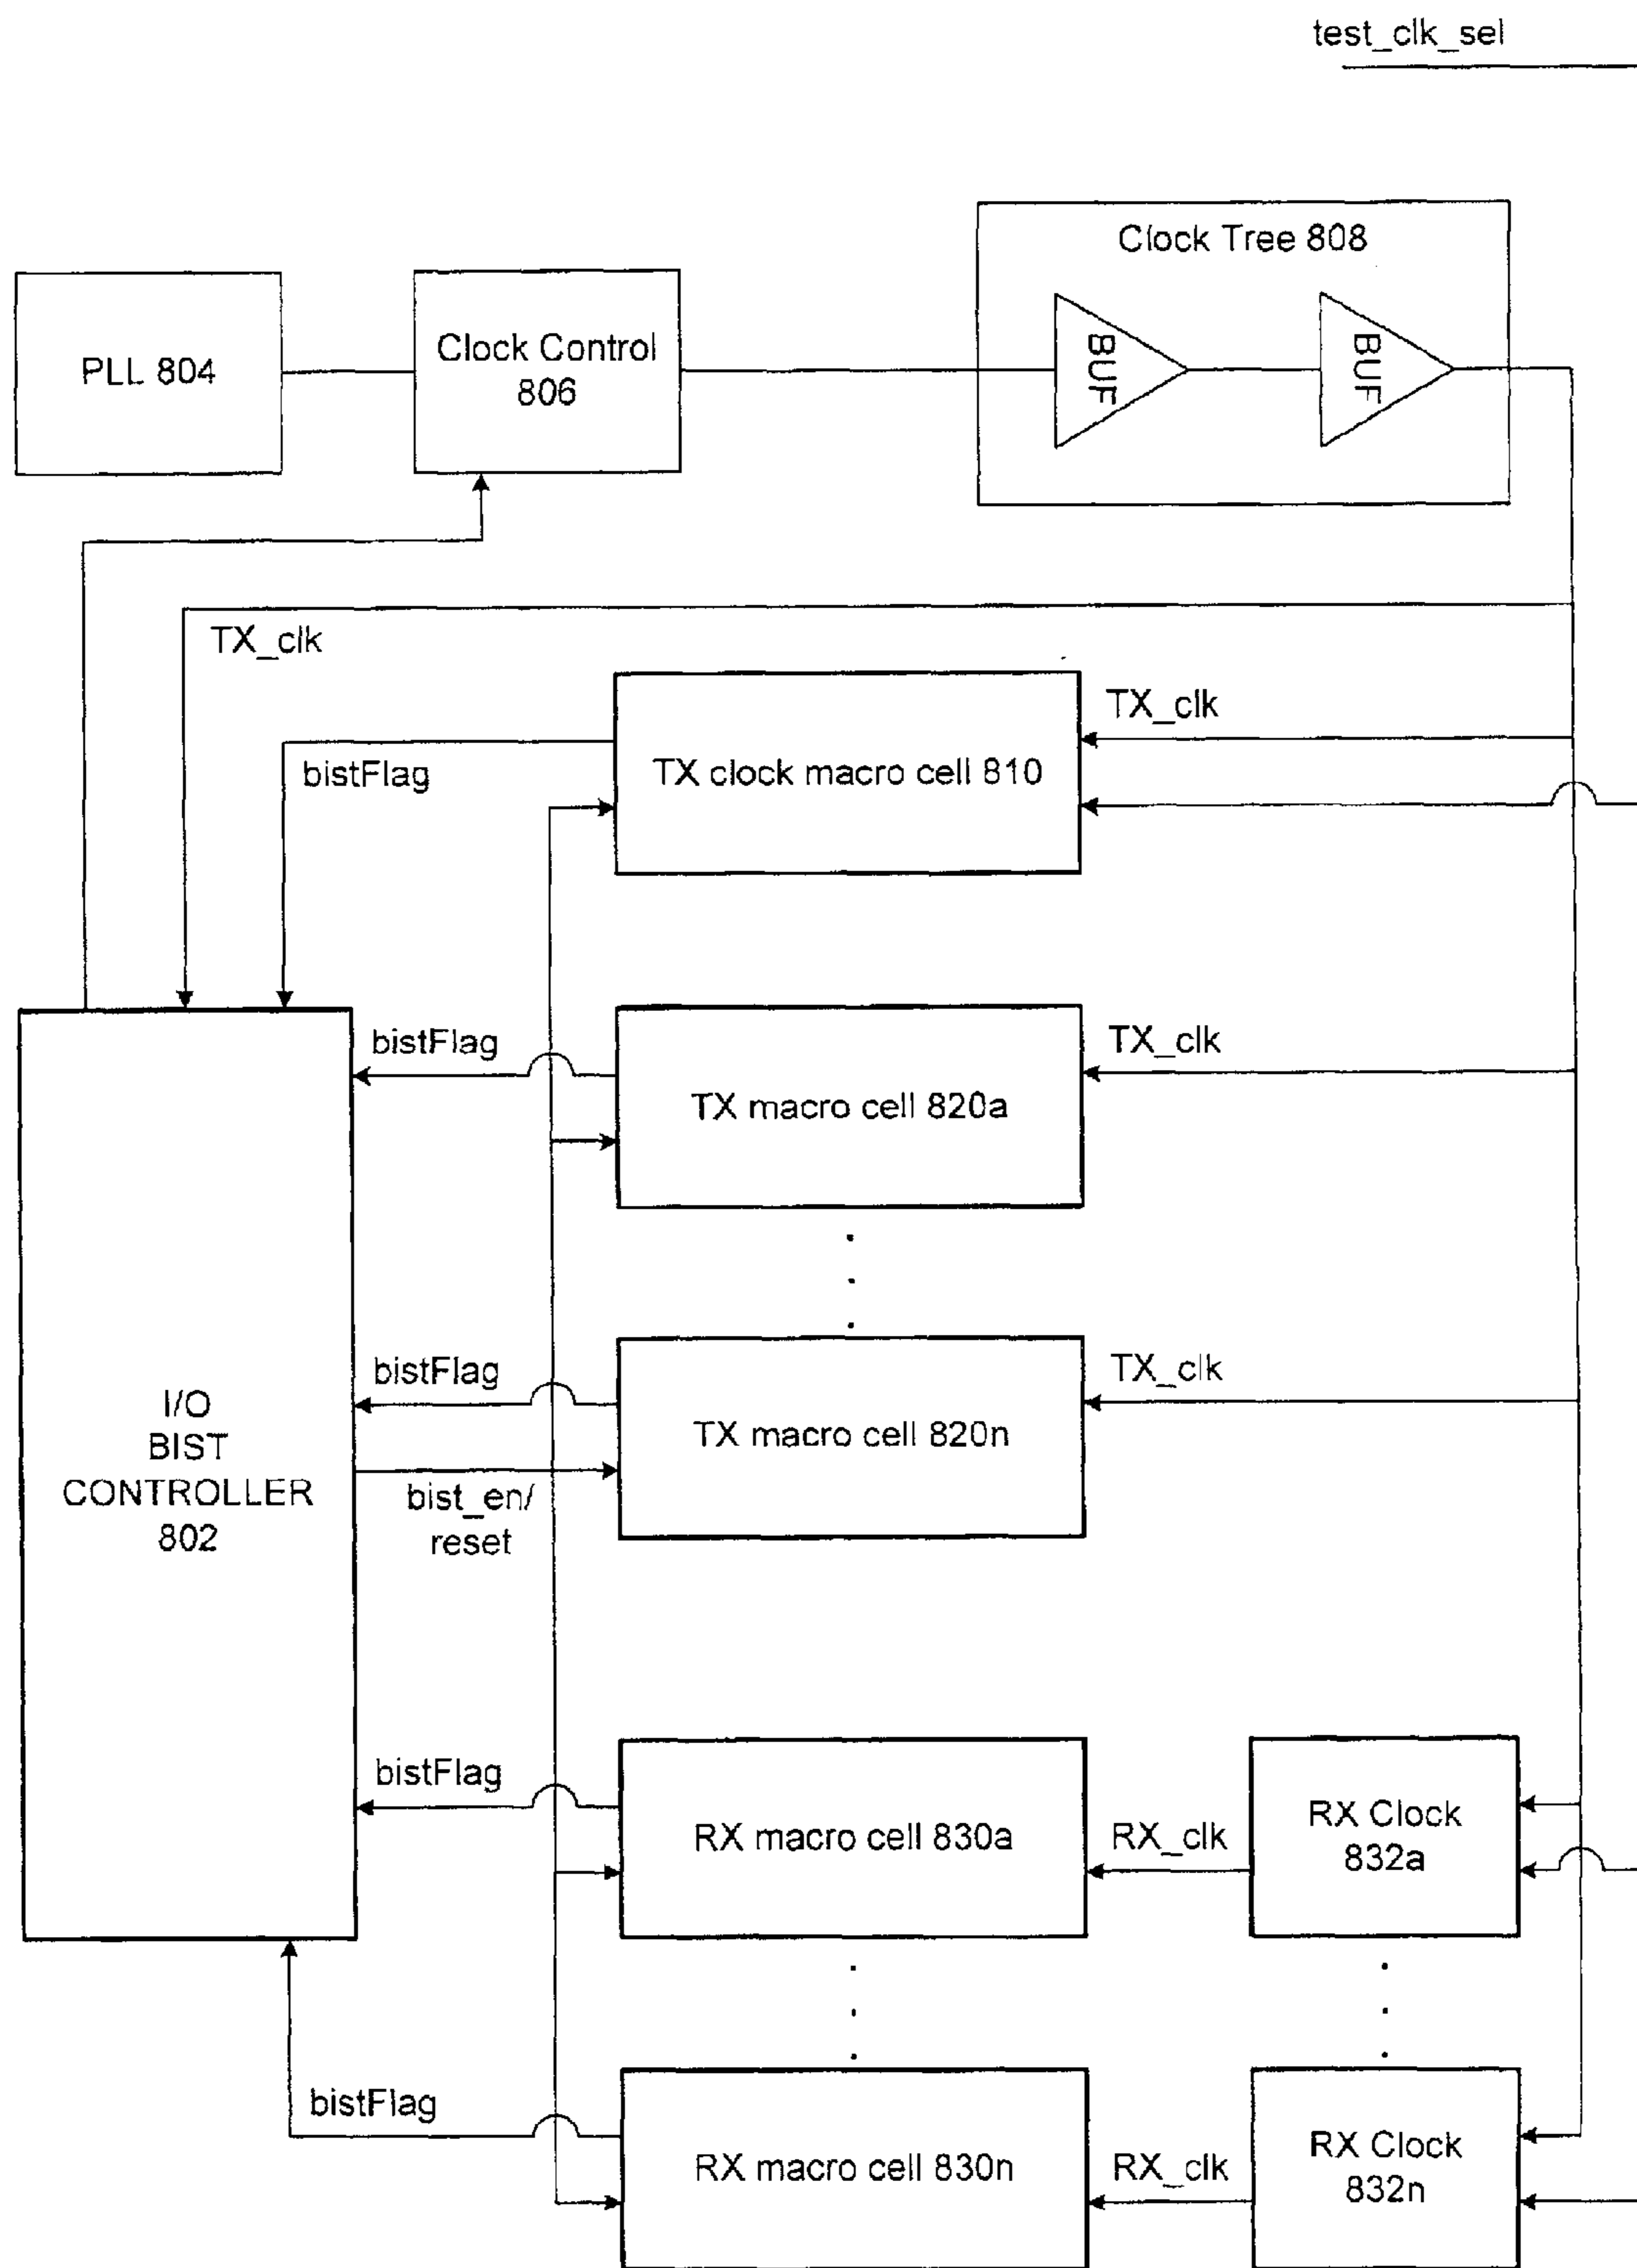 test_clk_sel
Clock Tree 808
PLL 804
Clock Control
806
BUF
BUF
TX_clk
TX_clk
bistFlag
TX clock macro cell 810
bistFlag
TX_clk
TX macro cell 820a
bistFlag
TX_clk
TX macro cell 820n
I/O
BIST
CONTROLLER
802
bist_en/
reset
bistFlag
RX macro cell 830a
RX_clk
RX Clock
832a
bistFlag
RX macro cell 830n
RX_clk
RX Clock
832n